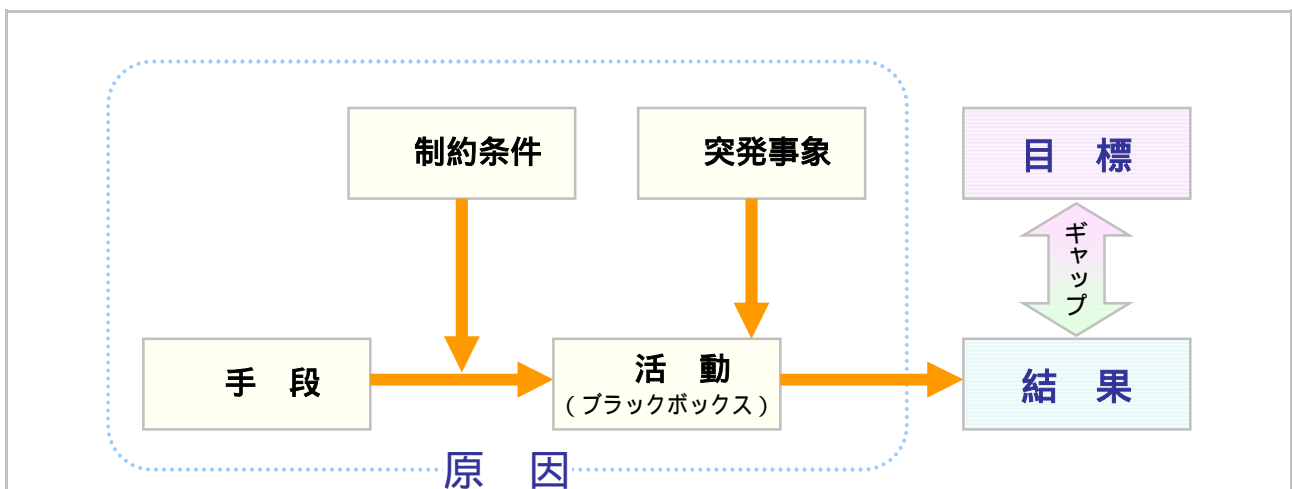 制約条件
突発事象
目　標
ギャップ
手　段
活　動
（ブラックボックス）
結　果
原　因